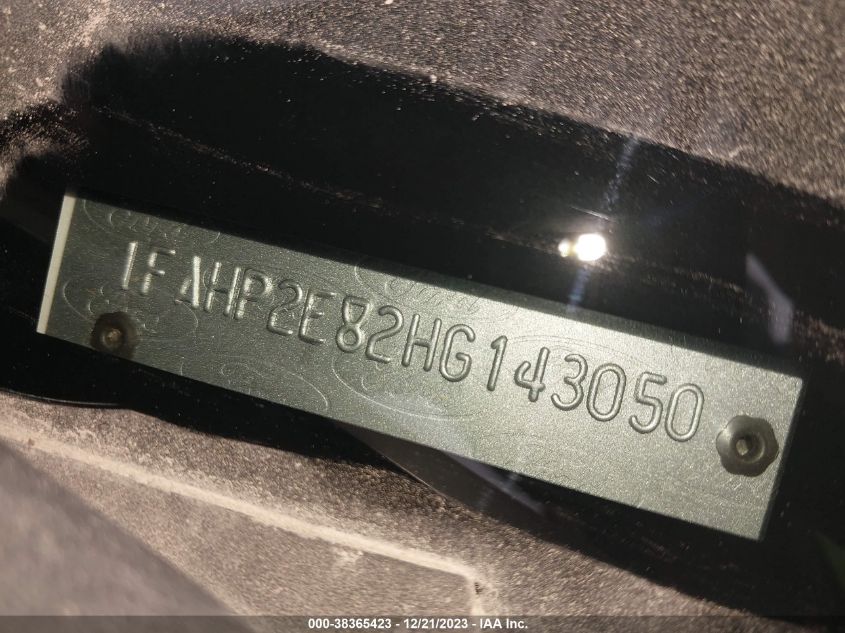 1FAHP2E82HG143050
000-38365423 - 12/21/2023 - IAA Inc.